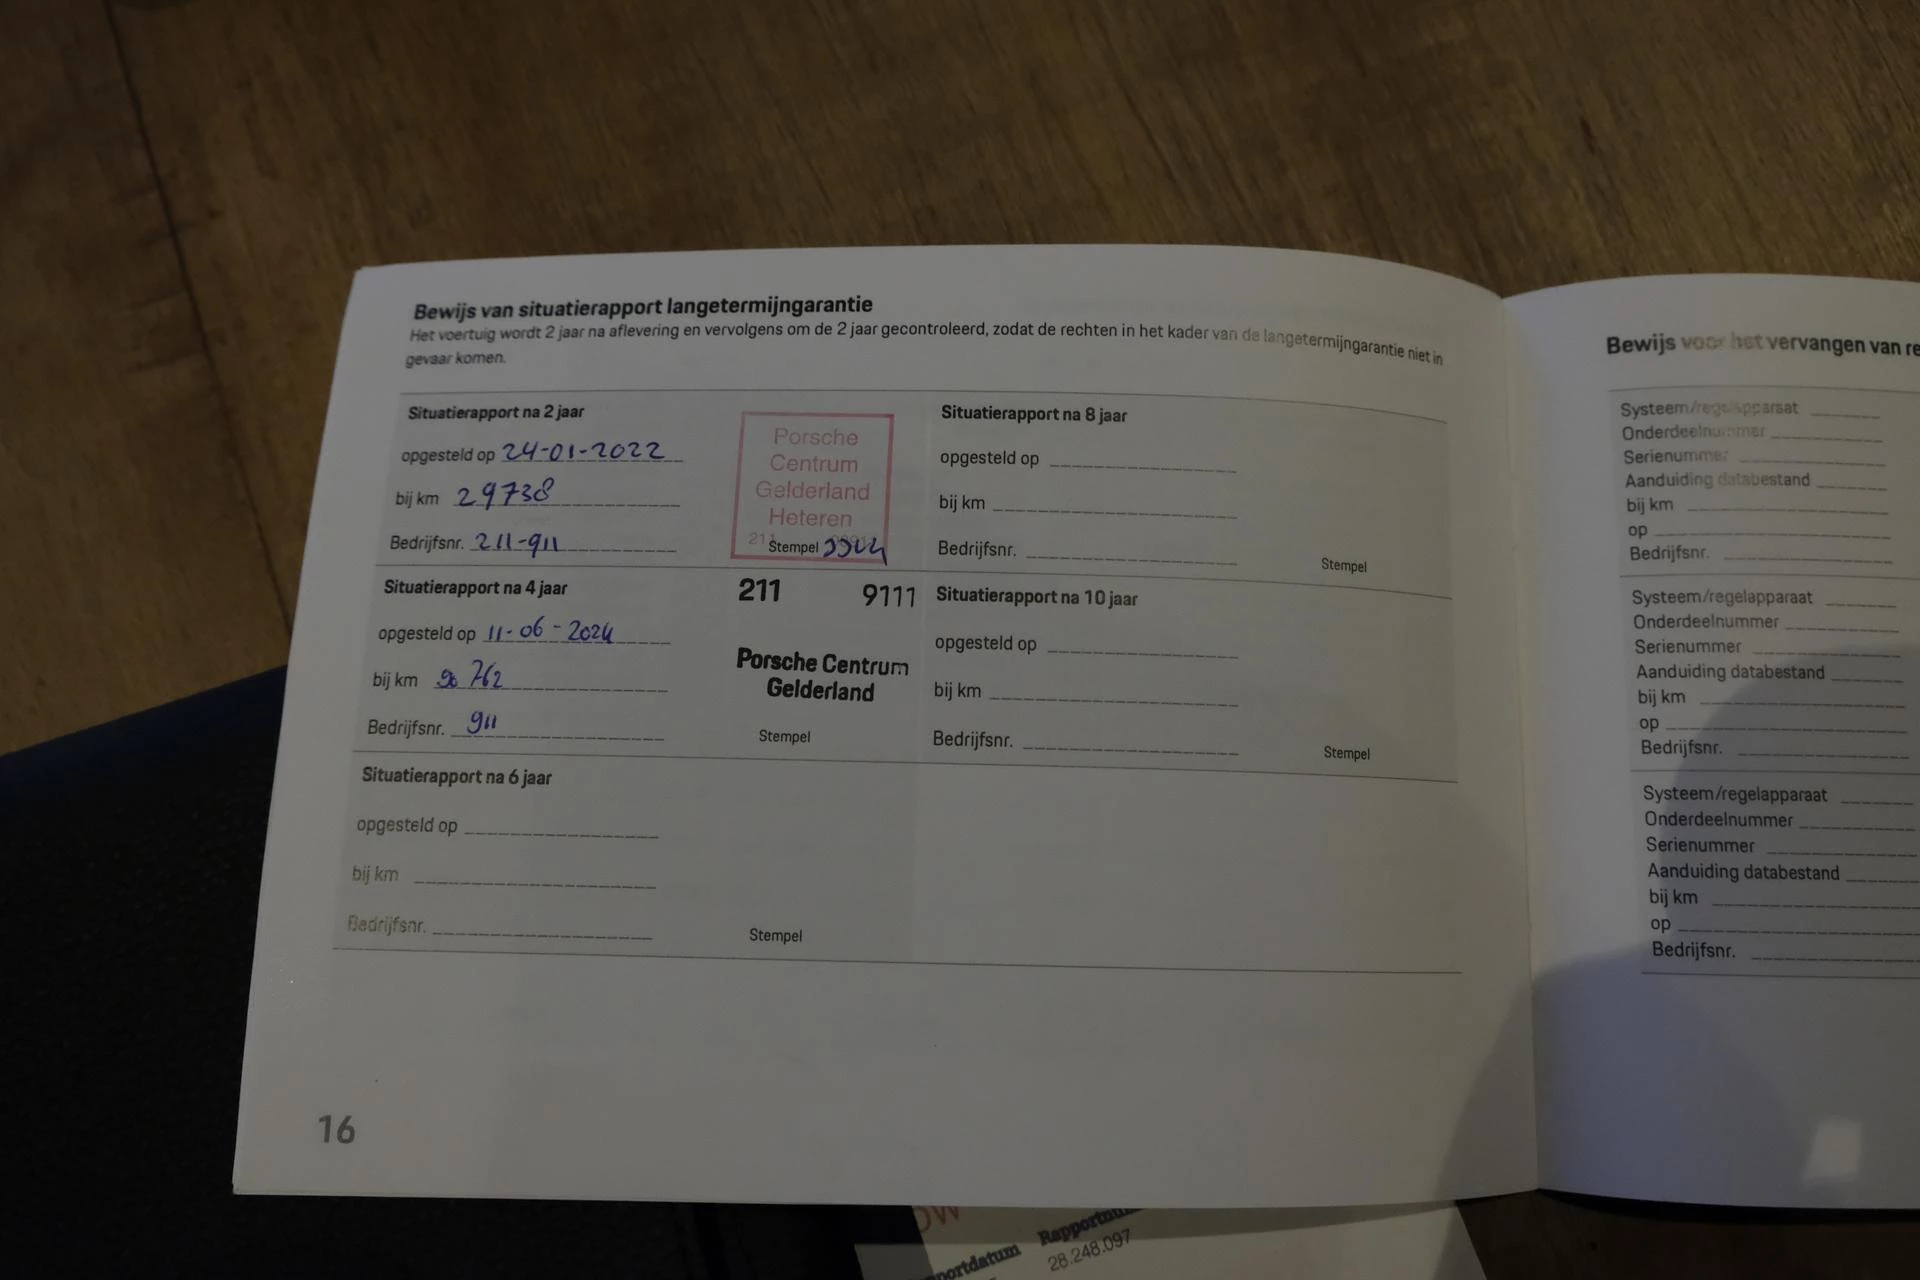 Bewijs van situatierapport langetermijngarantie
Het voertuig wordt 2 jaar na aflevering en vervolgens om de 2 jaar gecontroleerd, zodat de rechten in het kader van de langetermijngarantie niet in
gevaar komen.
Situatierapport na 2 jaar
opgesteld op 24-01-2022
bij km 29738
Bedrijfsnr. 211-911
Porsche
Centrum
Gelderland
Heteren
Stempel
Situatierapport na 4 jaar
opgesteld op 11-06-2024
bij km 90 762
Bedrijfsnr. 911
211 9111
Porsche Centrum
Gelderland
Stempel
Situatierapport na 6 jaar
opgesteld op
bij km
Bedrijfsnr.
Stempel
Situatierapport na 8 jaar
opgesteld op
bij km
Bedrijfsnr.
Stempel
Situatierapport na 10 jaar
opgesteld op
bij km
Bedrijfsnr.
Stempel
16
Bewijs voor het vervangen van
Systeem/regelapparaat
Onderdeelnummer
Serienummer
Aanduiding databestand
bij km
op
Bedrijfsnr.
Systeem/regelapparaat
Onderdeelnummer
Serienummer
Aanduiding databestand
bij km
op
Bedrijfsnr.
Systeem/regelapparaat
Onderdeelnummer
Serienummer
Aanduiding databestand
bij km
op
Bedrijfsnr.
28.248.097